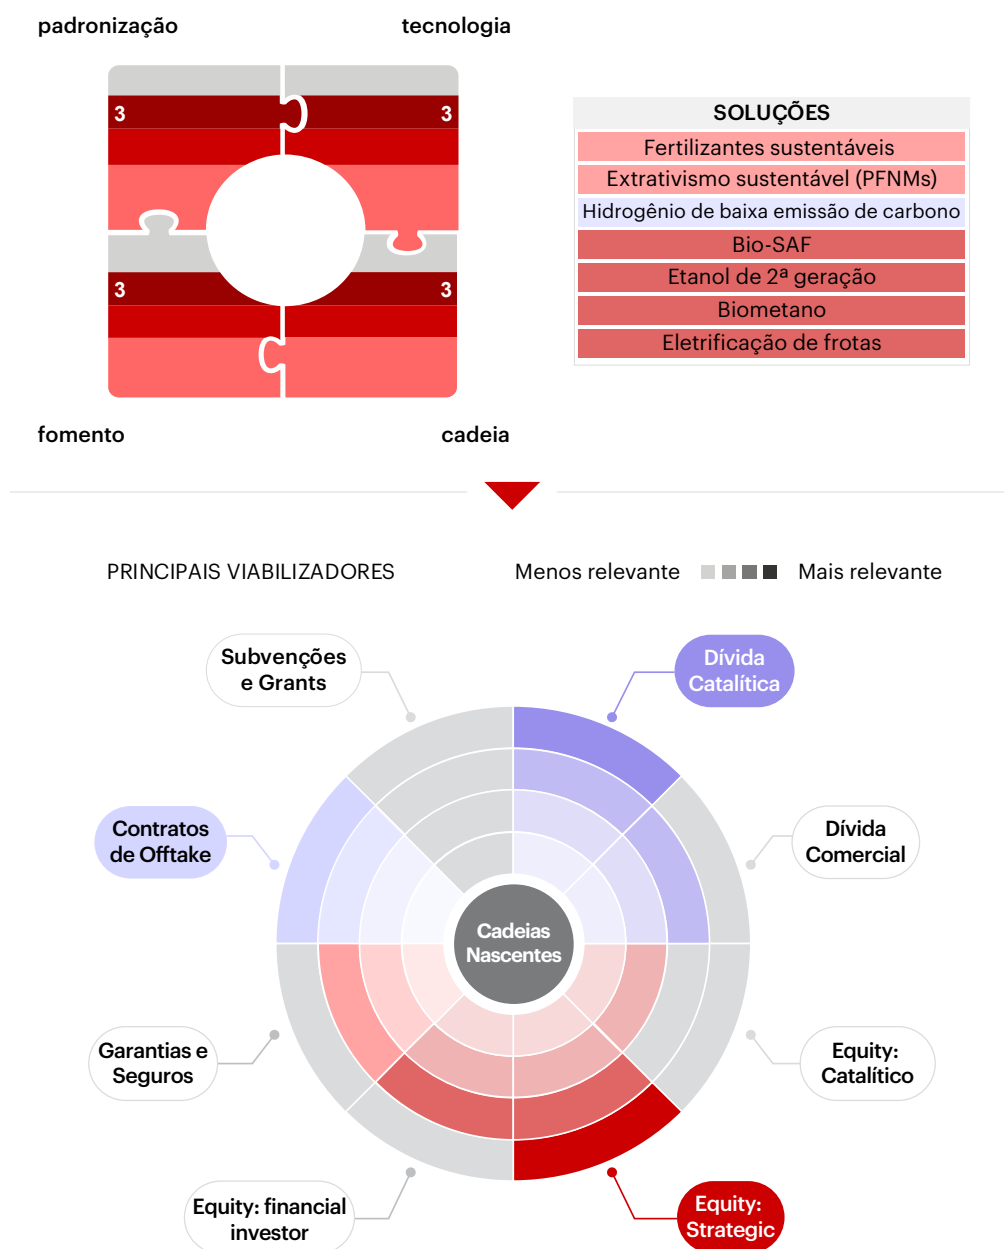 padronização
tecnologia
3
3
3
3
fomento
cadeia
SOLUÇÕES
Fertilizantes sustentáveis
Extrativismo sustentável (PFNMs)
Hidrogênio de baixa emissão de carbono
Bio-SAF
Etanol de 2ª geração
Biometano
Eletrificação de frotas
PRINCIPAIS VIABILIZADORES
Menos relevante
Mais relevante
Subvenções
e Grants
Dívida
Catalítica
Contratos
de Offtake
Dívida
Comercial
Cadeias
Nascentes
Garantias e
Seguros
Equity:
Catalítico
Equity: financial
investor
Equity:
Strategic